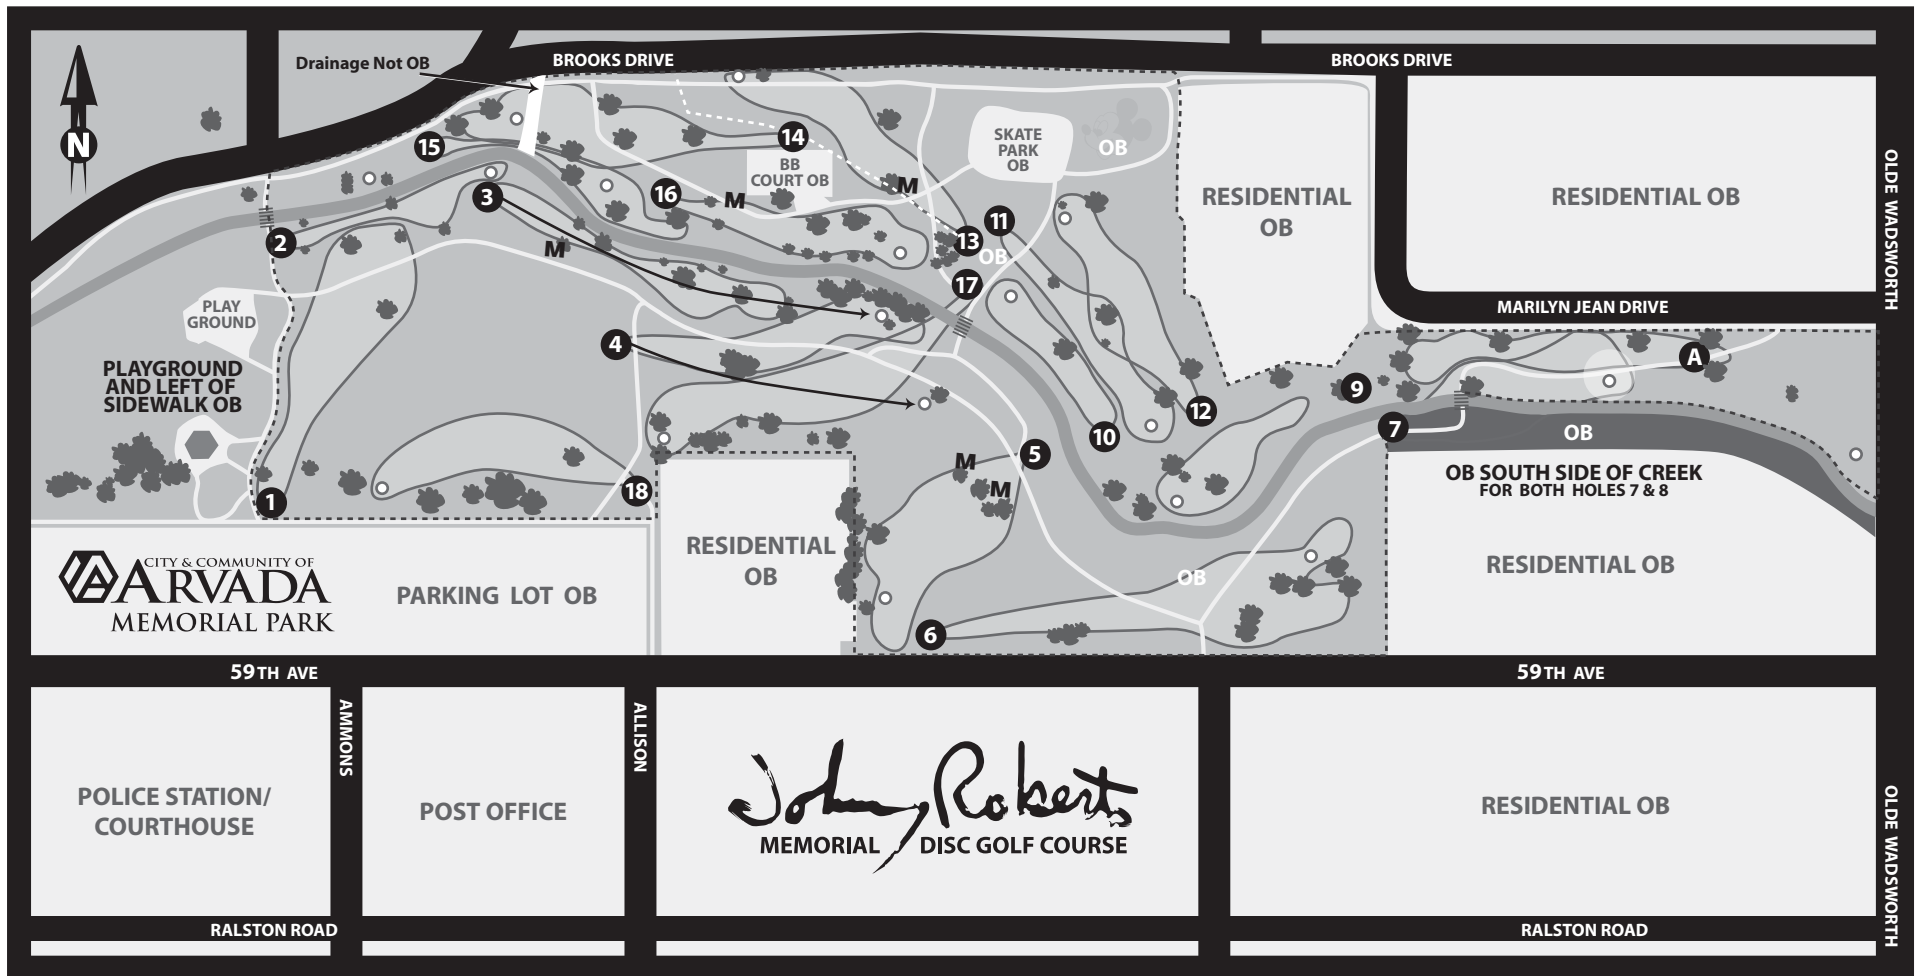 BROOKS DRIVE
BROOKS DRIVE
Drainage Not OB
N
15
14
3
16
2
BB
COURT OB
M
M
M
SKATE
PARK
OB
OB
11
13
OB
17
RESIDENTIAL
OB
RESIDENTIAL OB
OLDE WADSWORTH
MARILYN JEAN DRIVE
PLAY
GROUND
PLAYGROUND
AND LEFT OF
SIDEWALK OB
4
A
9
12
10
7
OB
5
M
M
1
18
OB SOUTH SIDE OF CREEK
FOR BOTH HOLES 7 & 8
RESIDENTIAL
OB
OB
RESIDENTIAL OB
6
CITY & COMMUNITY OF
ARVADA
MEMORIAL PARK
PARKING LOT OB
59TH AVE
59TH AVE
AMMONS
ALLISON
POLICE STATION/
COURTHOUSE
POST OFFICE
John Roberts
MEMORIAL DISC GOLF COURSE
RESIDENTIAL OB
OLDE WADSWORTH
RALSTON ROAD
RALSTON ROAD